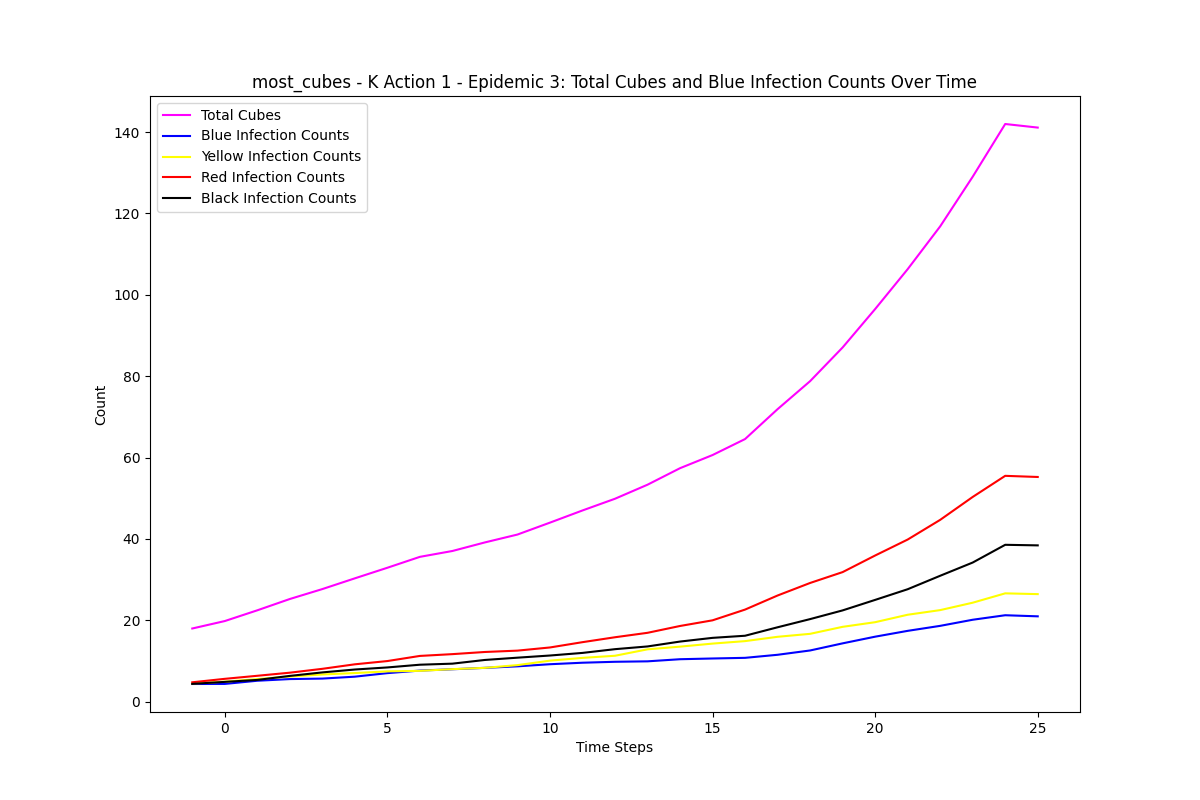 most_cubes - K Action 1 - Epidemic 3: Total Cubes and Blue Infection Counts Over Time
Total Cubes
Blue Infection Counts
Yellow Infection Counts
Red Infection Counts
Black Infection Counts
140
120
100
80
60
40
20
0
Count
0 5 10 15 20 25
Time Steps